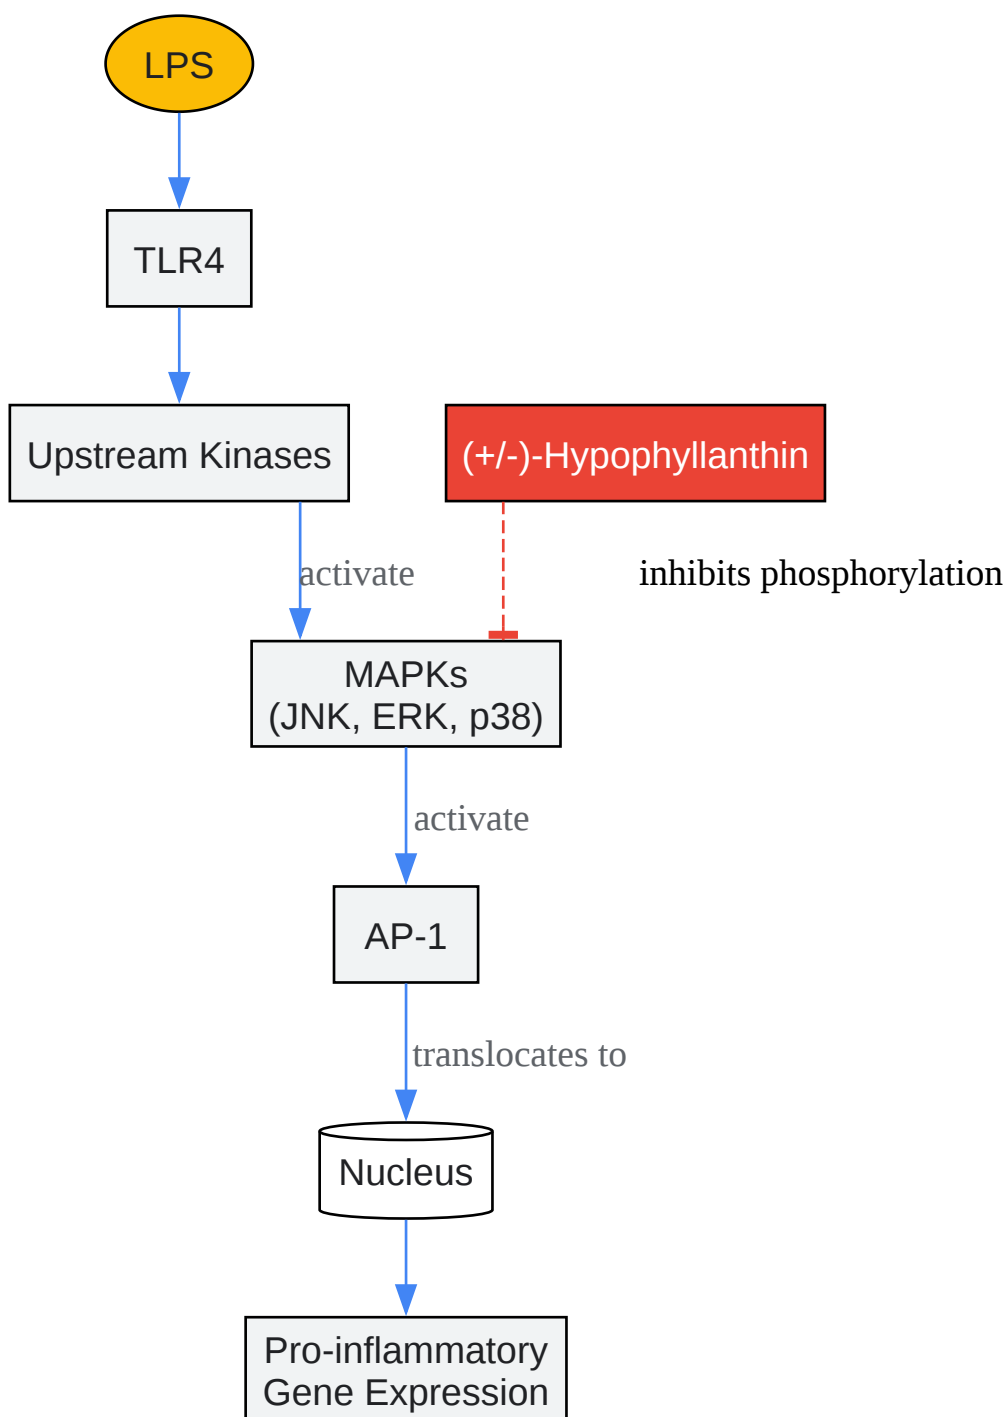 LPS
TLR4
Upstream Kinases
(+/-)-Hypophyllanthin
activate
inhibits phosphorylation
MAPKs
(JNK, ERK, p38)
activate
AP-1
translocates to
Nucleus
Pro-inflammatory
Gene Expression